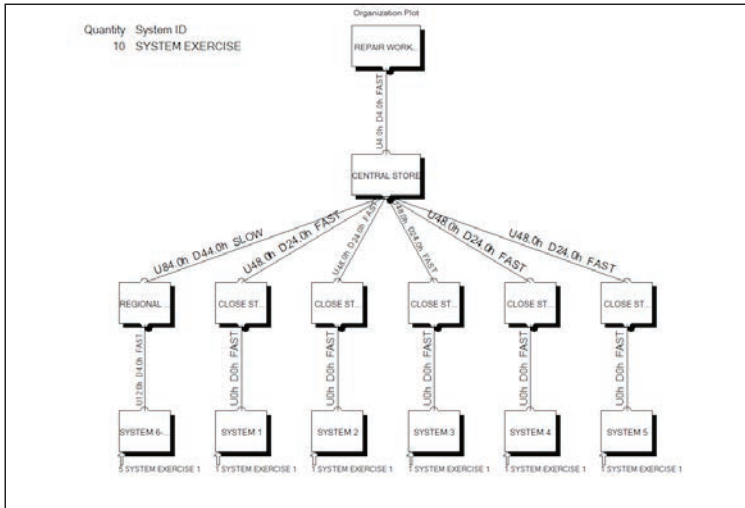 Organization Plot
Quantity System ID
10 SYSTEM EXERCISE
REPAIR WORK...
U4.0h D4.0h FAST
CENTRAL STORE
U84.0h D44.0h SLOW
U48.0h D24.0h FAST
U48.0h D24.0h FAST
U48.0h D24.0h FAST
U48.0h D24.0h FAST
U48.0h D24.0h FAST
REGIONAL ...
CLOSE ST...
CLOSE ST...
CLOSE ST...
CLOSE ST...
CLOSE ST...
U12.0h D4.0h FAST
U0h D0h FAST
U0h D0h FAST
U0h D0h FAST
U0h D0h FAST
U0h D0h FAST
SYSTEM 6-...
SYSTEM 1
SYSTEM 2
SYSTEM 3
SYSTEM 4
SYSTEM 5
5 SYSTEM EXERCISE 1
1 SYSTEM EXERCISE 1
1 SYSTEM EXERCISE 1
1 SYSTEM EXERCISE 1
1 SYSTEM EXERCISE 1
1 SYSTEM EXERCISE 1